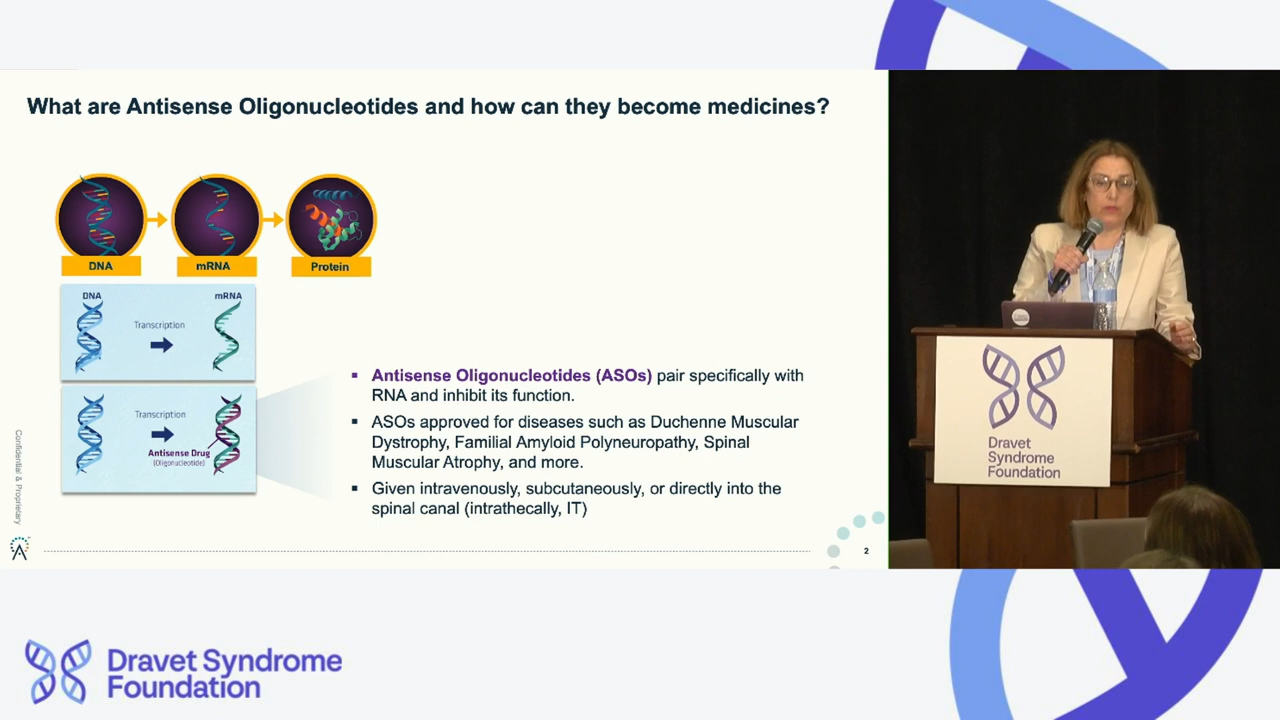 What are Antisense Oligonucleotides and how can they become medicines?
DNA
mRNA
Protein
DNA
mRNA
Transcription
Transcription
Antisense Drug
(Oligonucleotide)
▪ Antisense Oligonucleotides (ASOs) pair specifically with
RNA and inhibit its function.
▪ ASOs approved for diseases such as Duchenne Muscular
Dystrophy, Familial Amyloid Polyneuropathy, Spinal
Muscular Atrophy, and more.
▪ Given intravenously, subcutaneously, or directly into the
spinal canal (intrathecally, IT)
Confidential & Proprietary
2
Dravet
Syndrome
Foundation
Dravet Syndrome
Foundation